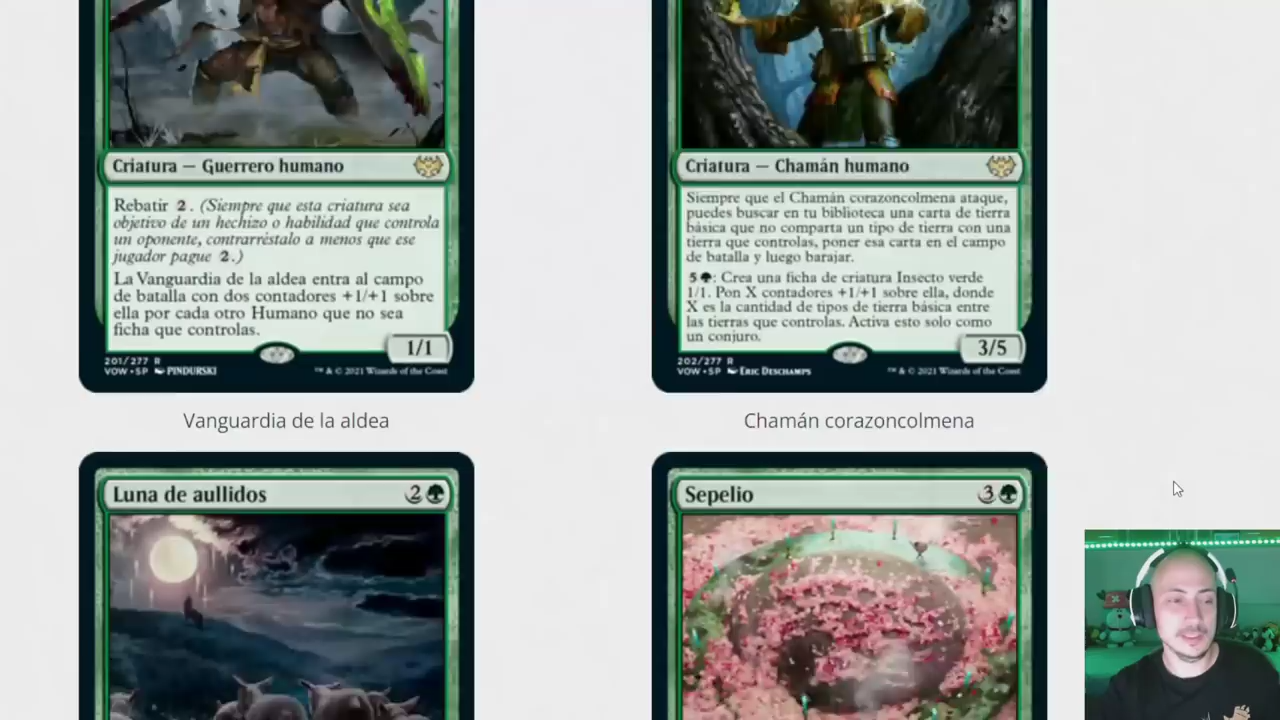 Criatura — Guerrero humano
Rebatir 2. (Siempre que esta criatura sea
objetivo de un hechizo o habilidad que controla
un oponente, contrarréstalo a menos que ese
jugador pague 2.)
La Vanguardia de la aldea entra al campo
de batalla con dos contadores +1/+1 sobre
ella por cada otro Humano que no sea
ficha que controlas.
1/1
201/277 R
VOW • SP PINDURSKI
™ & © 2021 Wizards of the Coast
Vanguardia de la aldea
Criatura — Chamán humano
Siempre que el Chamán corazoncolmena ataque,
puedes buscar en tu biblioteca una carta de tierra
básica que no comparta un tipo de tierra con una
tierra que controlas, poner esa carta en el campo
de batalla y luego barajar.
5: Crea una ficha de criatura Insecto verde
1/1. Pon X contadores +1/+1 sobre ella, donde
X es la cantidad de tipos de tierra básica entre
las tierras que controlas. Activa esto solo como
un conjuro.
3/5
202/277 R
VOW • SP Eric Deschamps
™ & © 2021 Wizards of the Coast
Chamán corazoncolmena
Luna de aullidos 2
Sepelio 3